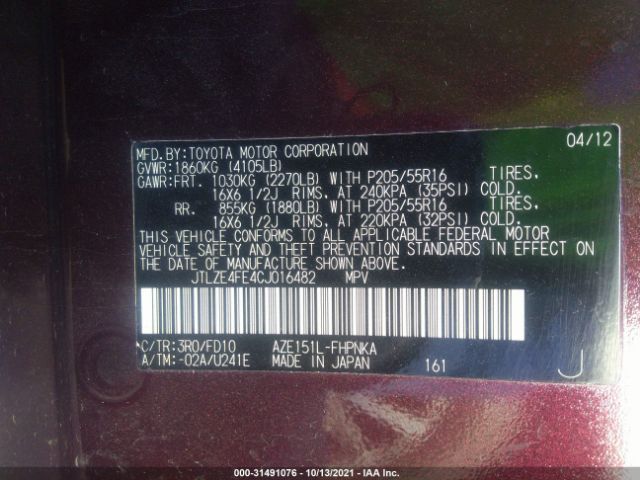 04/12
MFD.BY:TOYOTA MOTOR CORPORATION
GVWR:1860KG (4105LB)
GAWR:FRT. 1030KG (2270LB) WITH P205/55R16 TIRES,
16X6 1/2J RIMS, AT 240KPA (35PSI) COLD.
RR. 855KG (1880LB) WITH P205/55R16 TIRES,
16X6 1/2J RIMS, AT 220KPA (32PSI) COLD.
THIS VEHICLE CONFORMS TO ALL APPLICABLE FEDERAL MOTOR
VEHICLE SAFETY AND THEFT PREVENTION STANDARDS IN EFFECT ON
THE DATE OF MANUFACTURE SHOWN ABOVE.
JTLZE4FE4CJ016482 MPV
C/TR:3R0/FD10 AZE151L-FHPNKA
A/TM:-02A/U241E MADE IN JAPAN 161 J
000-31491076 - 10/13/2021 - IAA Inc.